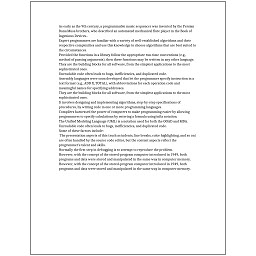 as early as the 9th century, a programmable music sequencer was invented by the Persian
Banu Musa brothers, who described an automated mechanical flute player in the Book of
Ingenious Devices.
Expert programmers are familiar with a variety of well-established algorithms and their
respective complexities and use this knowledge to choose algorithms that are best suited
to the circumstances.
Provided the functions in a library follow the appropriate run-time conventions (e.g.,
method of passing arguments), then these functions may be written in any other language.
They are the building blocks for all software, from the simplest applications to the most
sophisticated ones.
Unreadable code often leads to bugs, inefficiencies, and duplicated code.
Assembly languages were soon developed that let the programmer specify instruction in a
text format (e.g., ADD X, TOTAL), with abbreviations for each operation code and
meaningful names for specifying addresses.
They are the building blocks for all software, from the simplest applications to the most
sophisticated ones.
It involves designing and implementing algorithms, step-by-step specifications of
procedures, by writing code in one or more programming languages.
Compilers harnessed the power of computers to make programming easier by allowing
programmers to specify calculations by entering a formula using infix notation.
The Unified Modeling Language (UML) is a notation used for both the OOAD and MDA.
Unreadable code often leads to bugs, inefficiencies, and duplicated code.
Some of these factors include:
The presentation aspects of this (such as indents, line breaks, color highlighting, and so on)
are often handled by the source code editor, but the content aspects reflect the
programmer's talent and skills.
Normally the first step in debugging is to attempt to reproduce the problem.
However, with the concept of the stored-program computer introduced in 1949, both
programs and data were stored and manipulated in the same way in computer memory.
However, with the concept of the stored-program computer introduced in 1949, both
programs and data were stored and manipulated in the same way in computer memory.